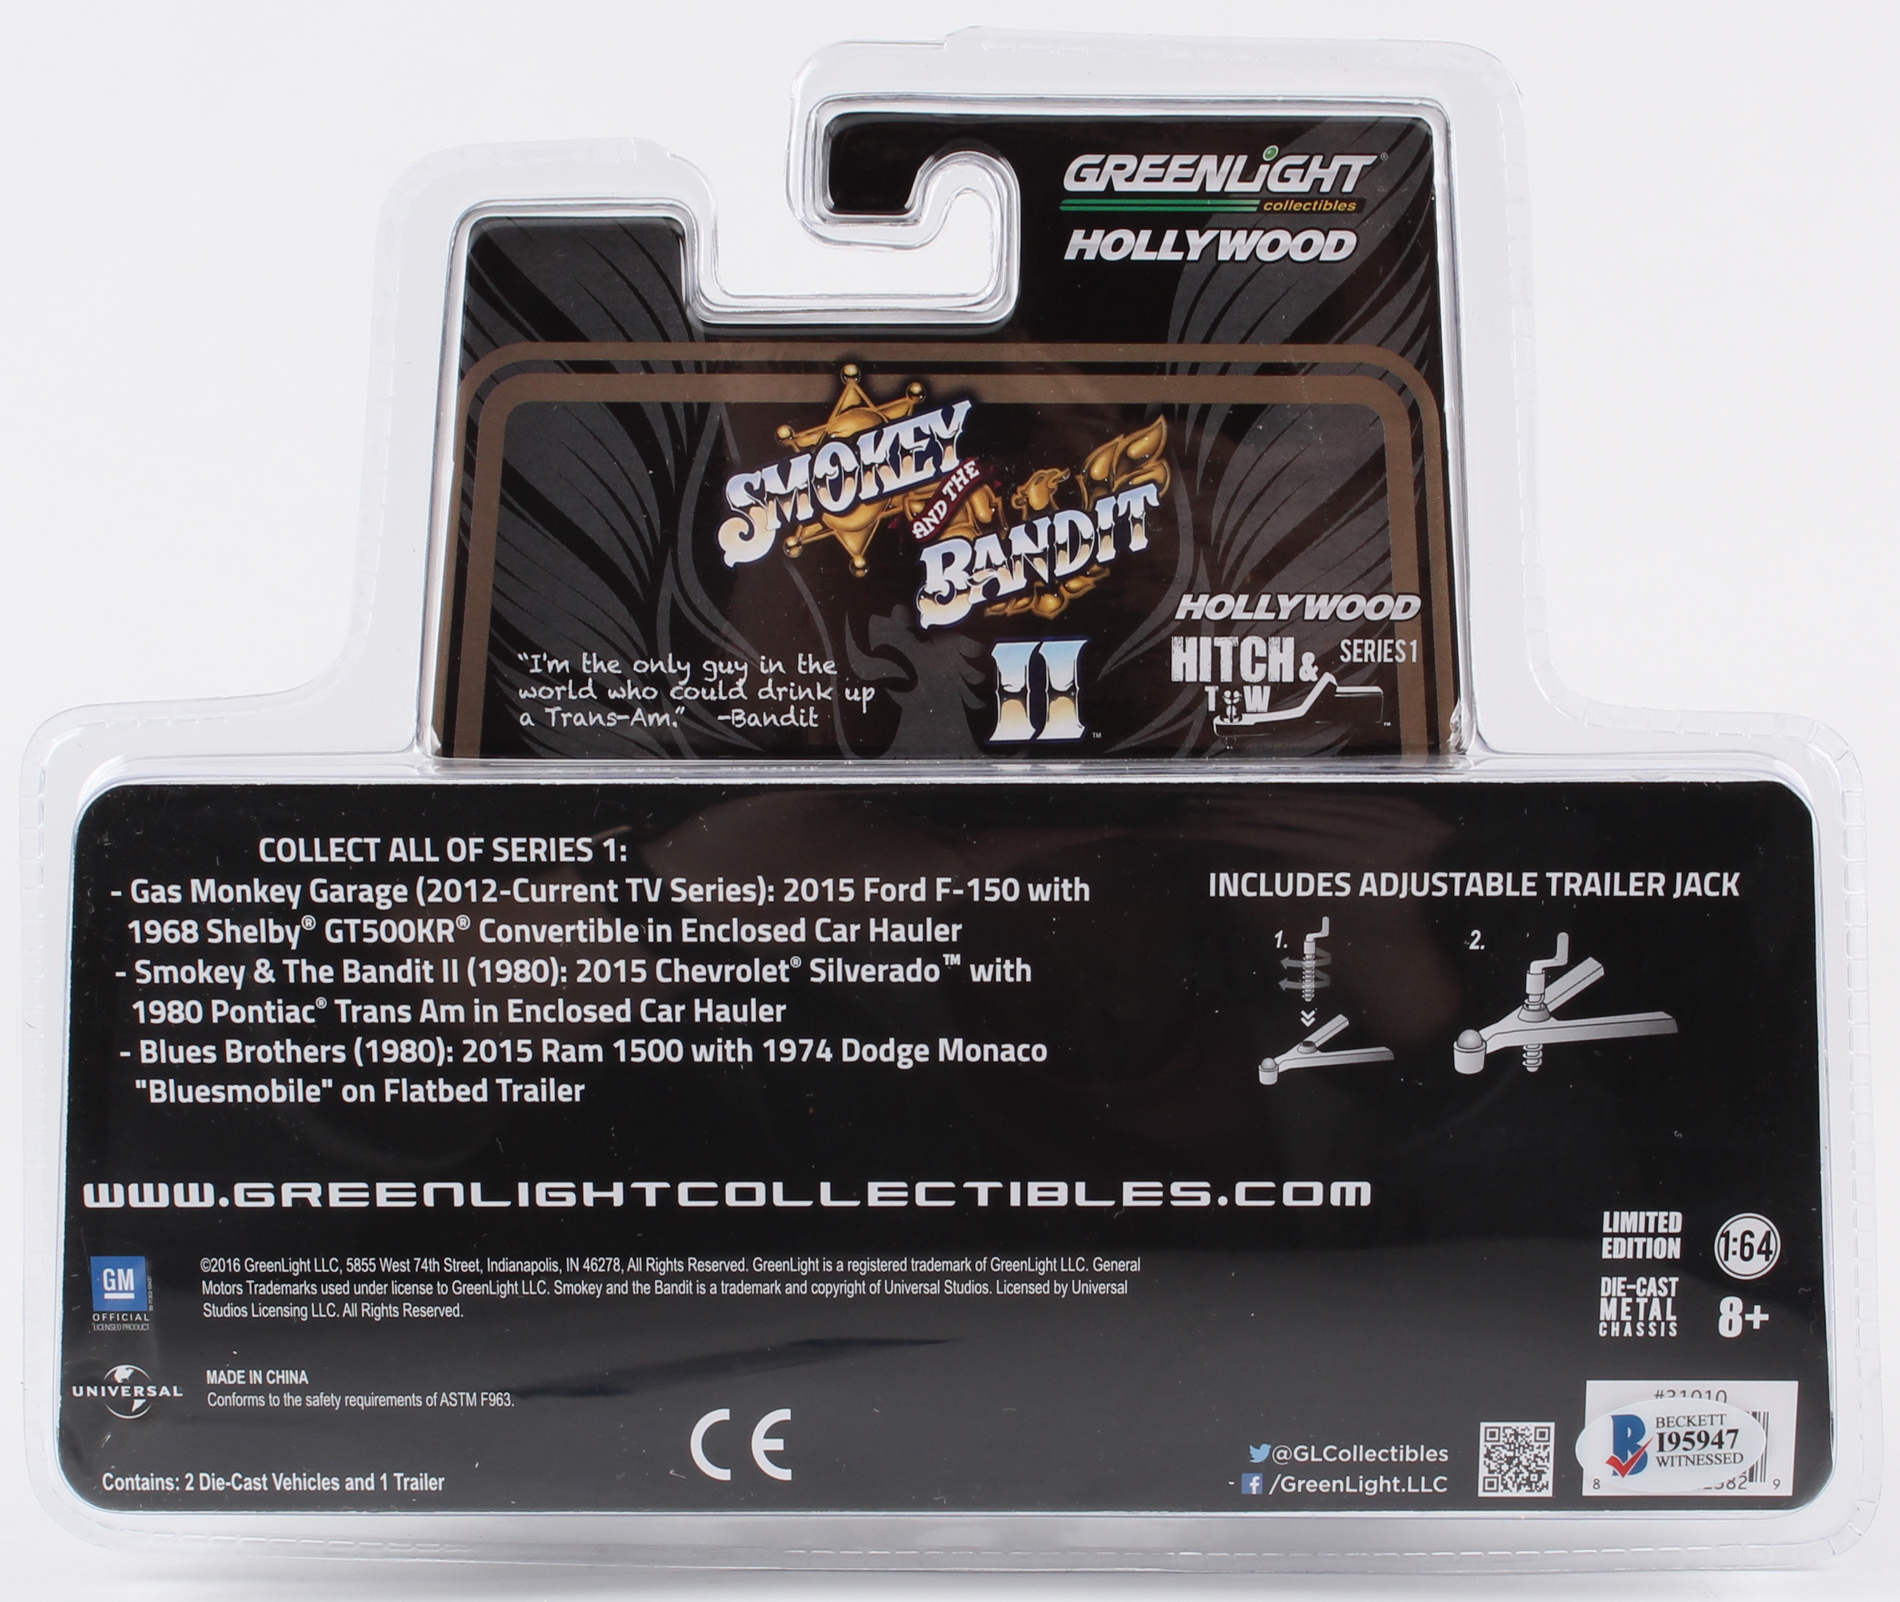 GREENLiGHT®
collectibles
HOLLYWOOD
SMOKEY
AND THE
BANDIT
II™
"I'm the only guy in the
world who could drink up
a Trans-Am." -Bandit
HOLLYWOOD
HITCH & SERIES 1
TOW
COLLECT ALL OF SERIES 1:
- Gas Monkey Garage (2012-Current TV Series): 2015 Ford F-150 with
1968 Shelby® GT500KR® Convertible in Enclosed Car Hauler
- Smokey & The Bandit II (1980): 2015 Chevrolet® Silverado™ with
1980 Pontiac® Trans Am in Enclosed Car Hauler
- Blues Brothers (1980): 2015 Ram 1500 with 1974 Dodge Monaco
"Bluesmobile" on Flatbed Trailer
INCLUDES ADJUSTABLE TRAILER JACK
1. 2.
WWW.GREENLIGHTCOLLECTIBLES.COM
LIMITED
EDITION
1:64
DIE-CAST
METAL
CHASSIS
8+
GM
OFFICIAL
LICENSED PRODUCT
©2016 GreenLight LLC, 5855 West 74th Street, Indianapolis, IN 46278, All Rights Reserved. GreenLight is a registered trademark of GreenLight LLC. General
Motors Trademarks used under license to GreenLight LLC. Smokey and the Bandit is a trademark and copyright of Universal Studios. Licensed by Universal
Studios Licensing LLC. All Rights Reserved.
UNIVERSAL
MADE IN CHINA
Conforms to the safety requirements of ASTM F963.
CE
Contains: 2 Die-Cast Vehicles and 1 Trailer
@GLCollectibles
- f /GreenLight.LLC
#31010
BECKETT
I95947
WITNESSED
8 9